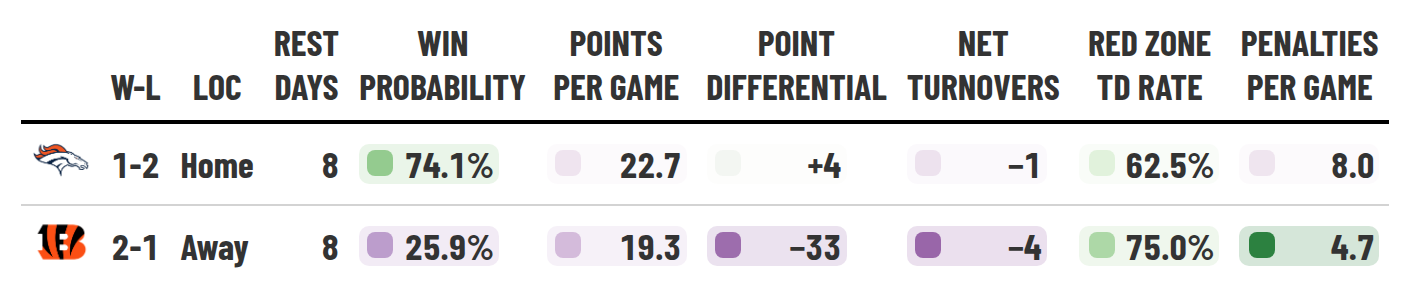 REST WIN POINTS POINT NET RED ZONE PENALTIES
W-L LOC DAYS PROBABILITY PER GAME DIFFERENTIAL TURNOVERS TD RATE PER GAME
1-2 Home 8 74.1% 22.7 +4 −1 62.5% 8.0
2-1 Away 8 25.9% 19.3 −33 −4 75.0% 4.7